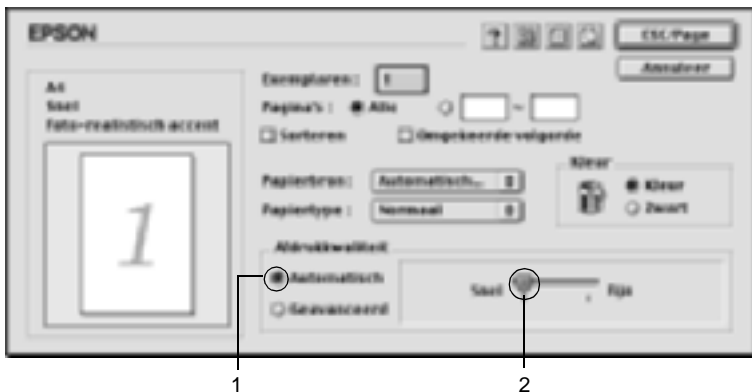 EPSON
ESC/Page
Annuleer
A4
Snel
foto-realistisch accent
1
Exemplaren: 1
Pagina's: Alle ~
Sorteren Omgekeerde volgorde
Papierbron: Automatisch...
Papiertype: Normaal
Kleur
Kleur
Zwart
Afdrukkwaliteit
Automatisch
Geavanceerd
Snel Fijn
1 2